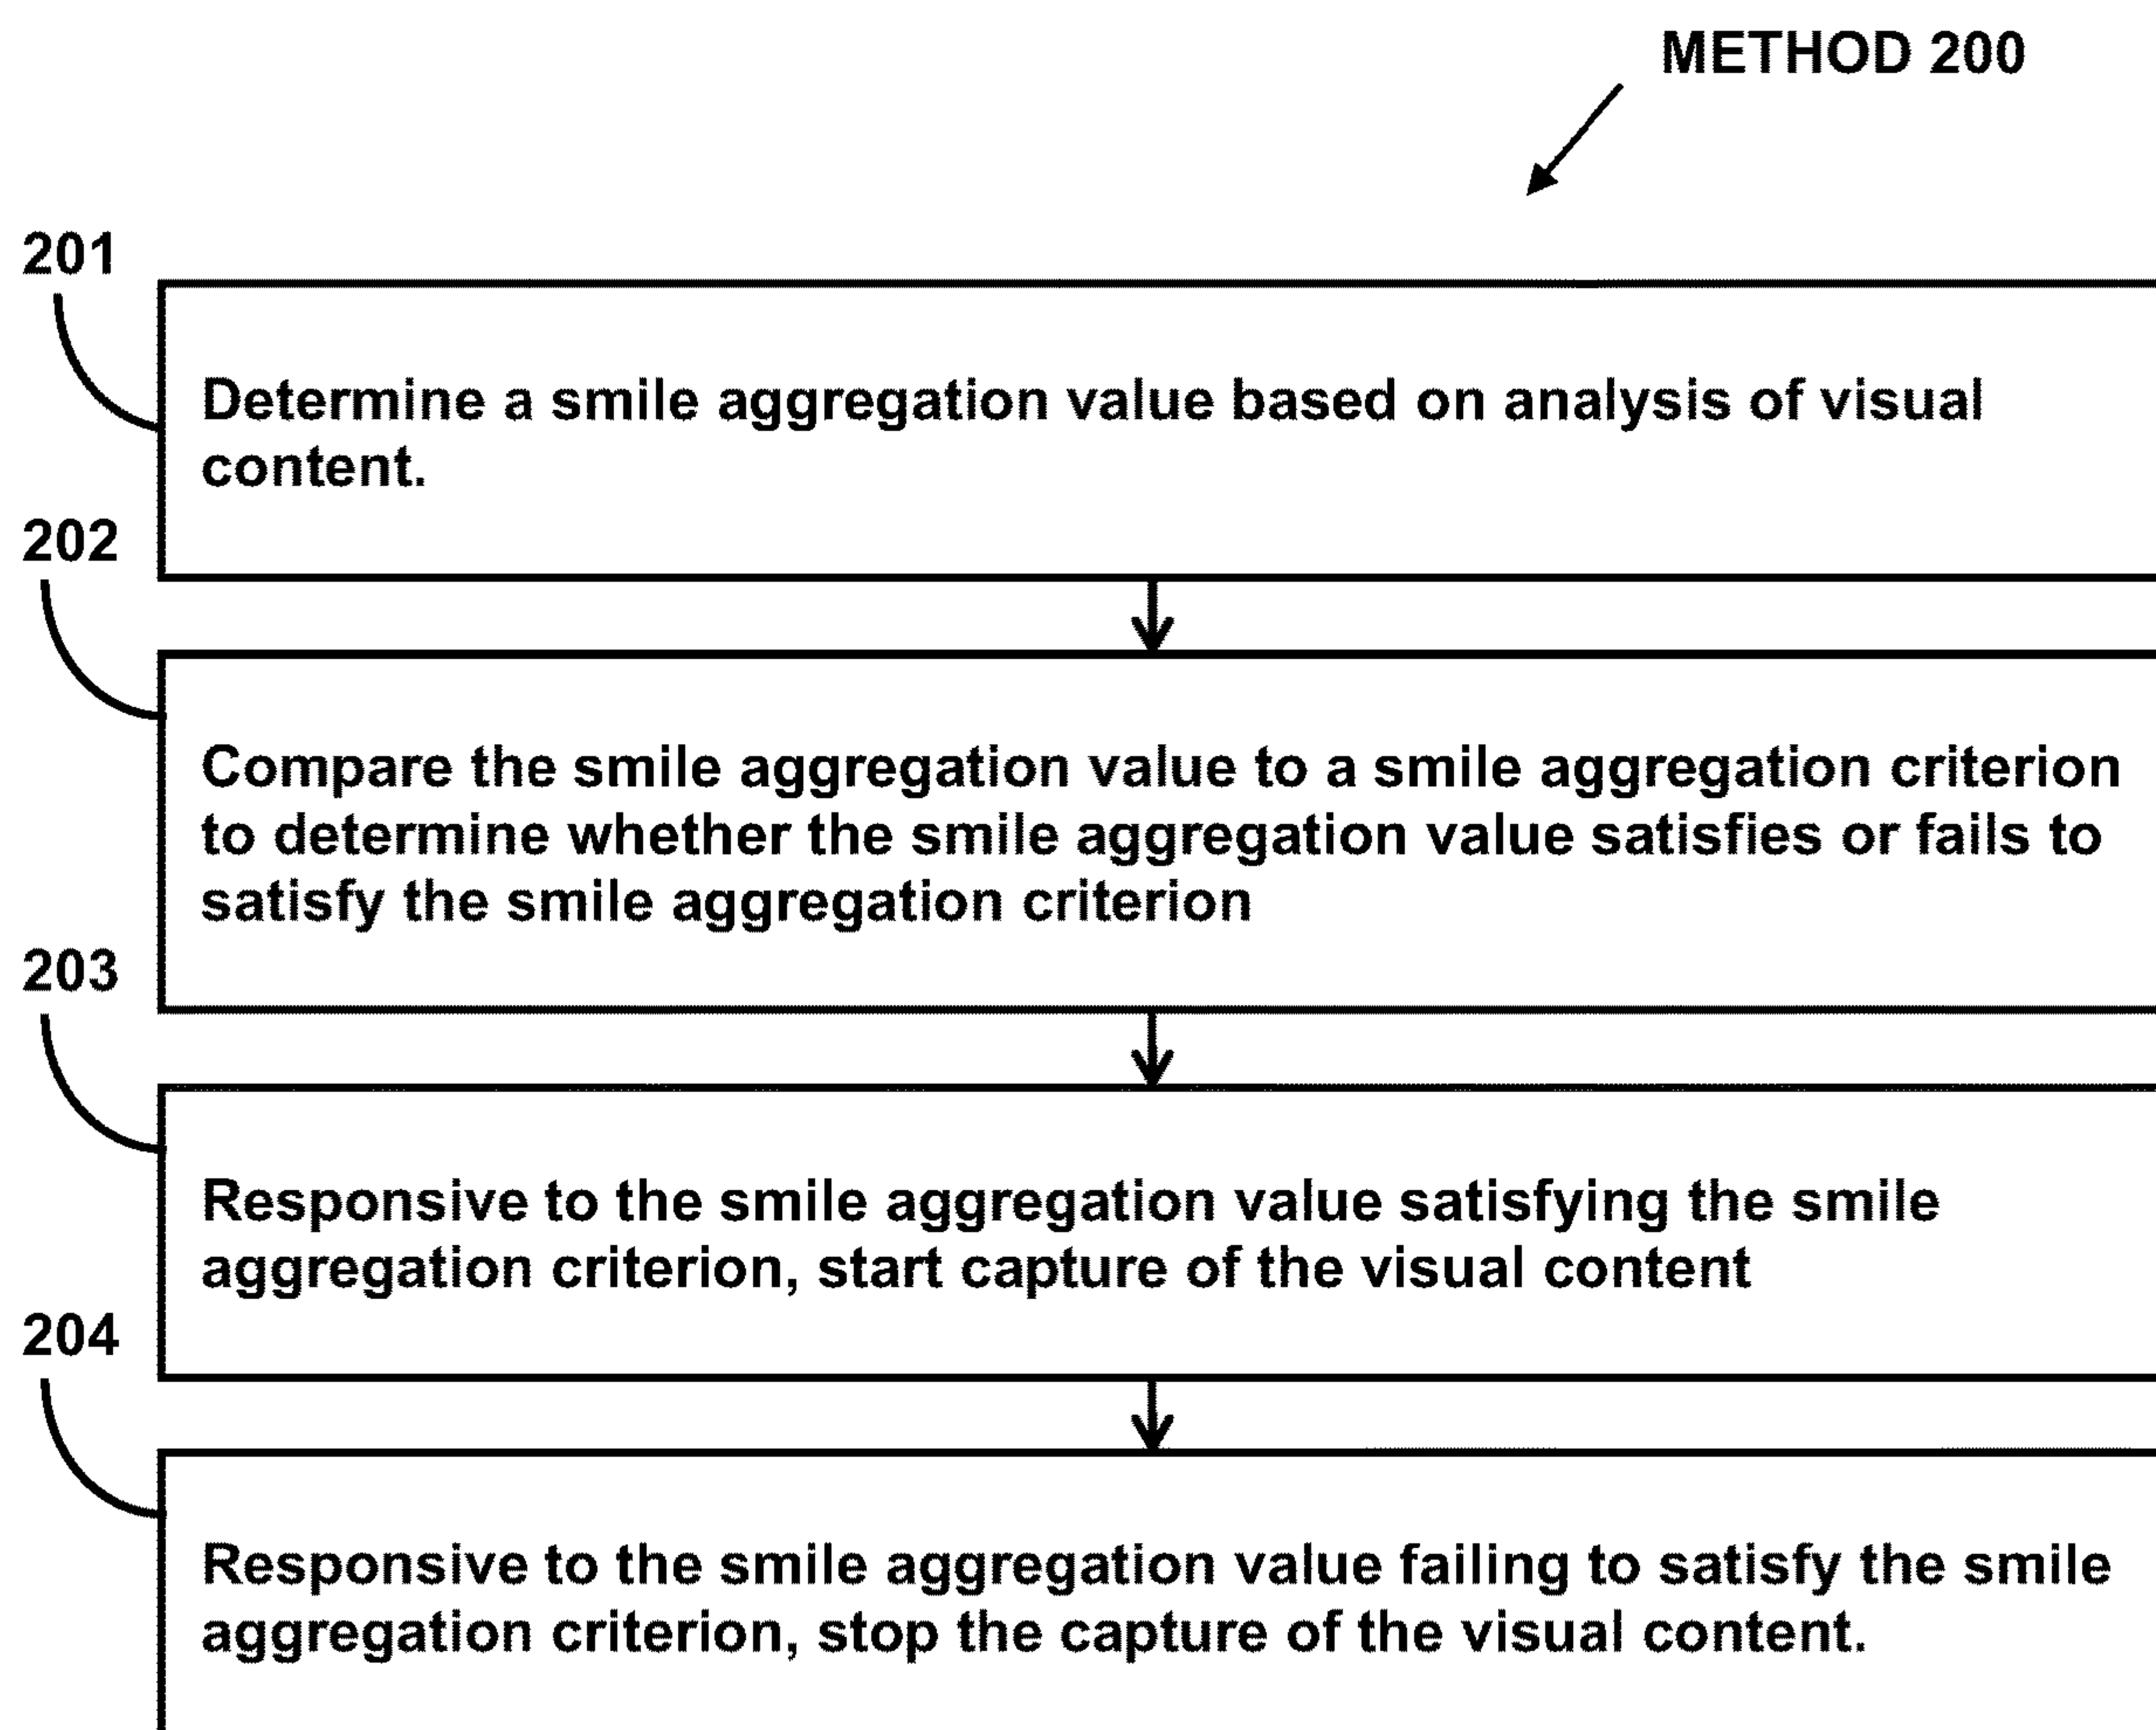 METHOD 200
201
Determine a smile aggregation value based on analysis of visual
content.
202
Compare the smile aggregation value to a smile aggregation criterion
to determine whether the smile aggregation value satisfies or fails to
satisfy the smile aggregation criterion
203
Responsive to the smile aggregation value satisfying the smile
aggregation criterion, start capture of the visual content
204
Responsive to the smile aggregation value failing to satisfy the smile
aggregation criterion, stop the capture of the visual content.